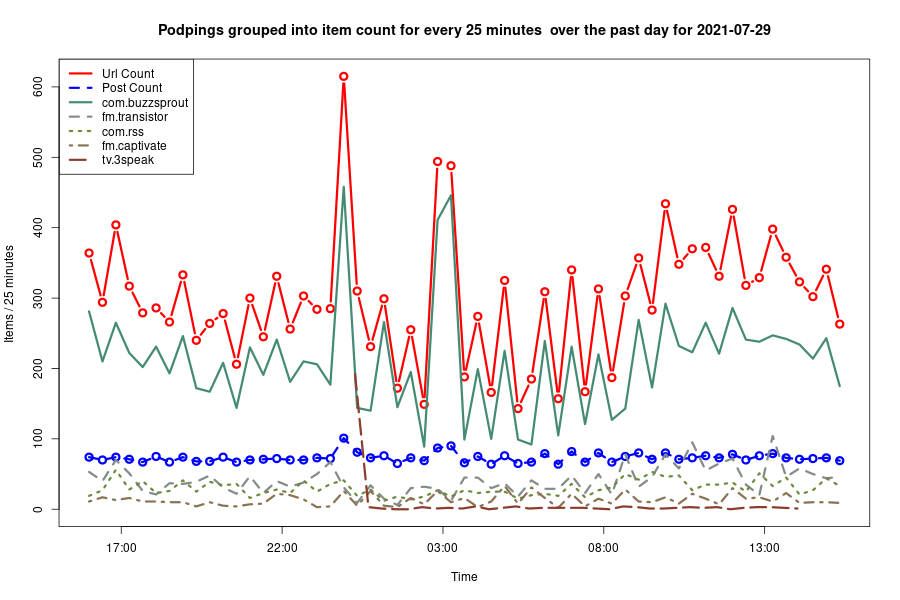 Podpings grouped into item count for every 25 minutes  over the past day for 2021-07-29
Url Count
Post Count
com.buzzsprout
fm.transistor
com.rss
fm.captivate
tv.3speak
Items / 25 minutes
600
500
400
300
200
100
0
17:00 22:00 03:00 08:00 13:00
Time